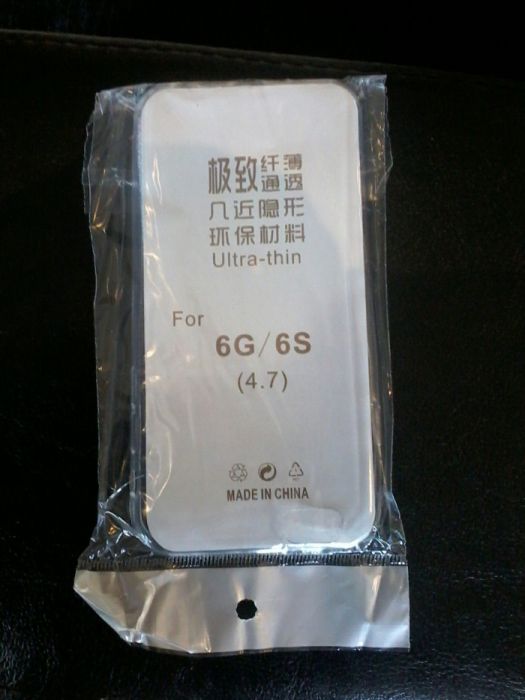 极致纤薄
通透
几近隐形
环保材料
Ultra-thin
For
6G/6S
(4.7)
MADE IN CHINA